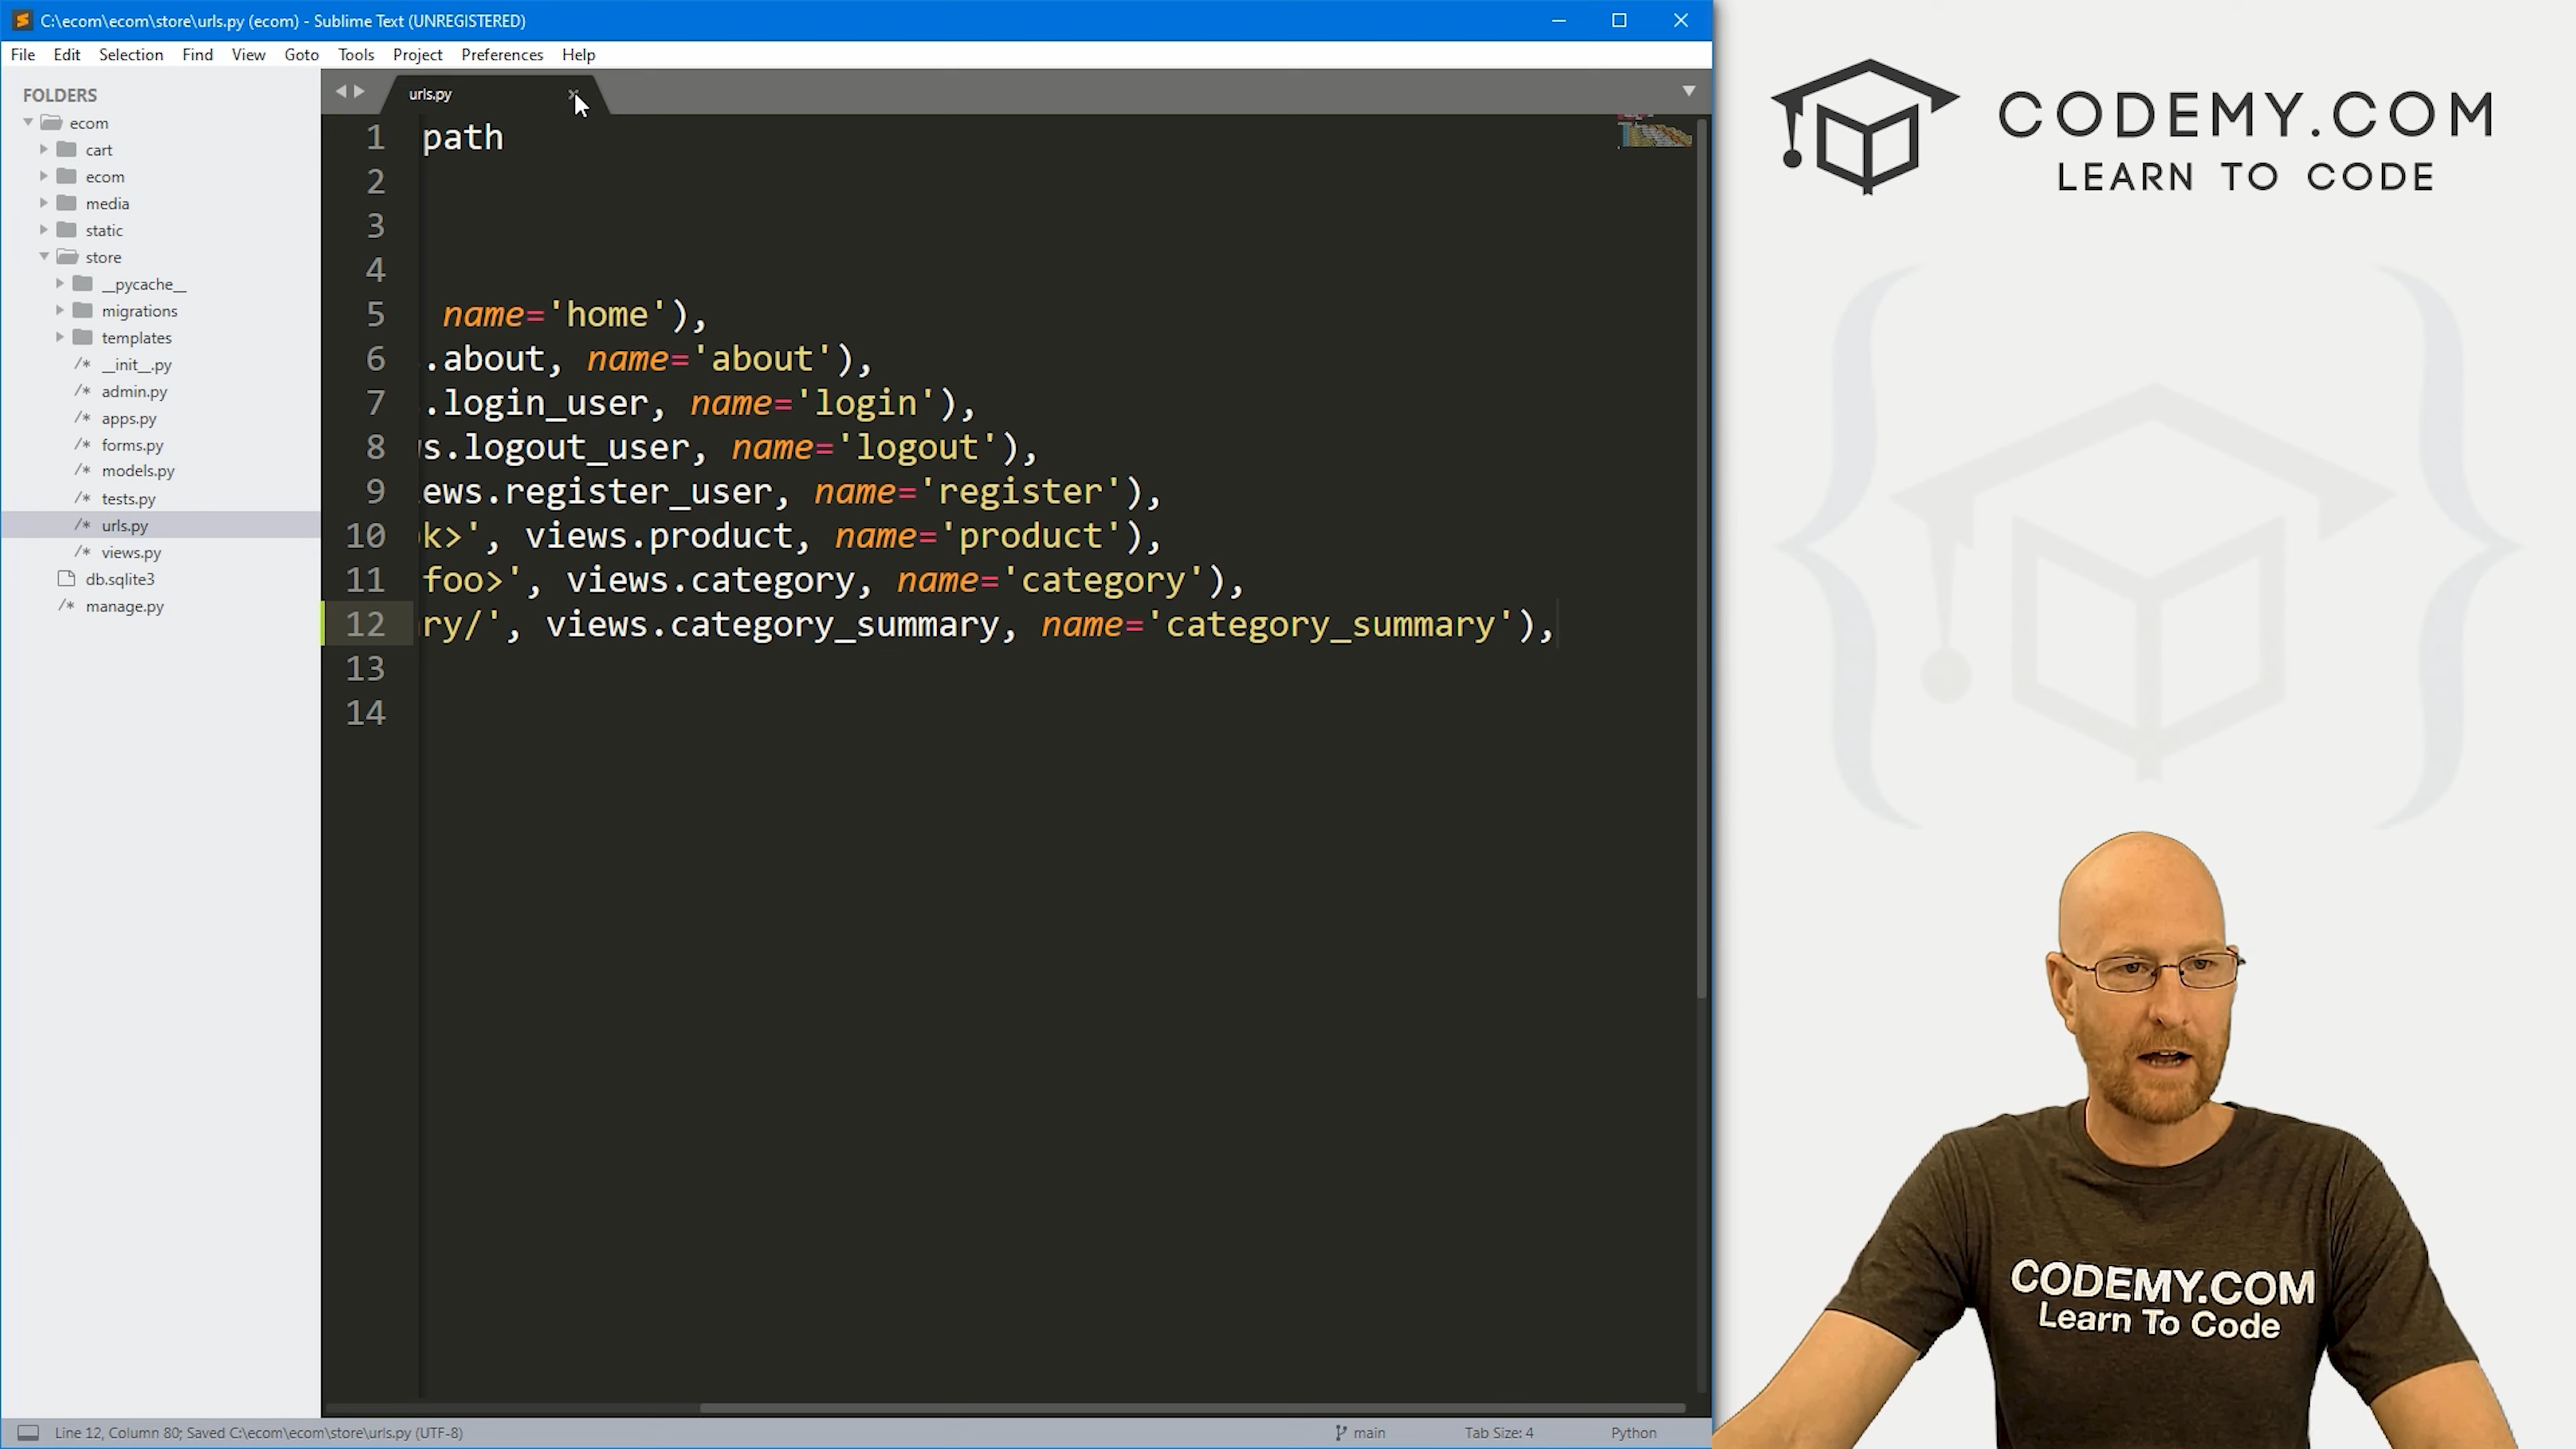 C:\ecom\ecom\store\urls.py (ecom) - Sublime Text (UNREGISTERED)
File Edit Selection Find View Goto Tools Project Preferences Help
FOLDERS
ecom
cart
ecom
media
static
store
__pycache__
migrations
templates
/* __init__.py
/* admin.py
/* apps.py
/* forms.py
/* models.py
/* tests.py
/* urls.py
/* views.py
db.sqlite3
/* manage.py
urls.py
1 path
2
3
4
5 name='home'),
6 .about, name='about'),
7 .login_user, name='login'),
8 s.logout_user, name='logout'),
9 ews.register_user, name='register'),
10 k>', views.product, name='product'),
11 foo>', views.category, name='category'),
12 ry/', views.category_summary, name='category_summary'),
13
14
Line 12, Column 80; Saved C:\ecom\ecom\store\urls.py (UTF-8)
main
Tab Size: 4
Python
CODEMY.COM
LEARN TO CODE
CODEMY.COM
Learn To Code